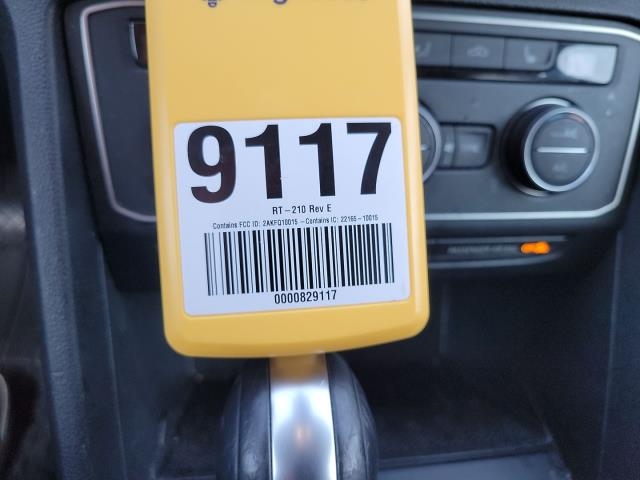 9117
RT-210 Rev E
Contains FCC ID: 2AKFQ10015 - Contains IC: 22165-10015
0000829117